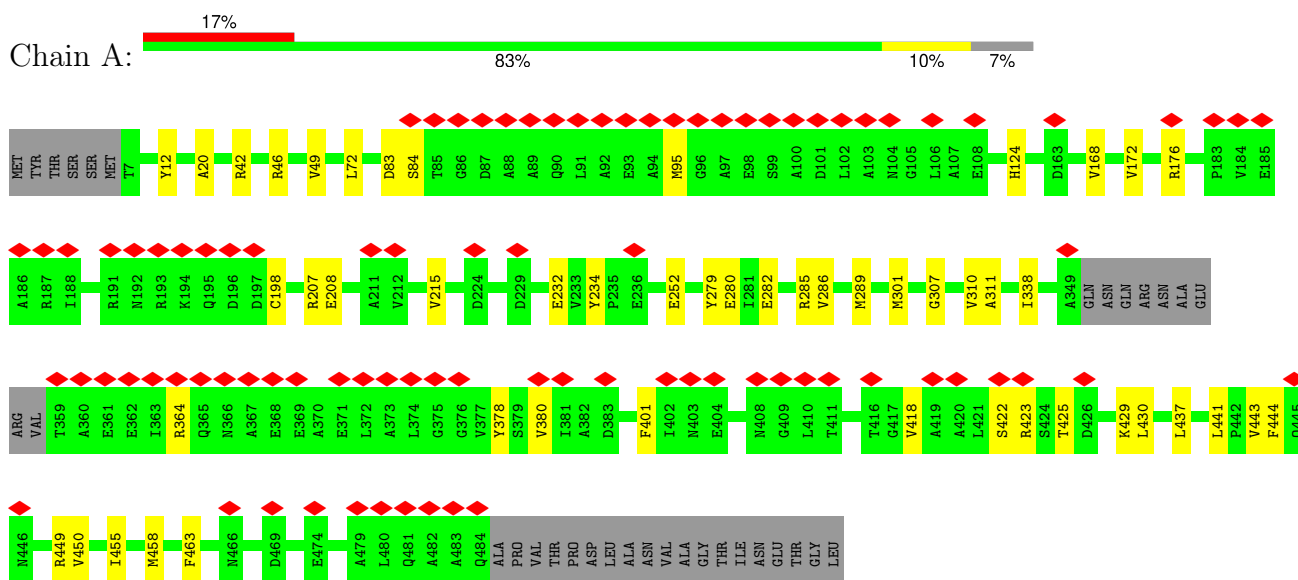 17%
Chain A:
83% 10% 7%
MET TYR THR SER SER MET T7 Y12 A20 R42 R46 V49 L72 D83 S84 T85 G86 D87 A88 A89 Q90 L91 A92 E93 A94 M95 G96 A97 E98 S99 A100 D101 L102 A103 N104 G105 L106 A107 E108 H124 D163 V168 V172 R176 P183 V184 E185
A186 R187 I188 R191 N192 R193 K194 Q195 D196 D197 C198 R207 E208 A211 V212 V215 D224 D229 E232 V233 Y234 P235 E236 E252 Y279 E280 I281 E282 R285 V286 M289 M301 G307 V310 A311 I338 A349 GLN ASN GLN ARG ASN ALA GLU
ARG VAL T359 A360 E361 E362 I363 R364 Q365 N366 A367 E368 E369 A370 E371 L372 A373 L374 G375 G376 V377 Y378 S379 V380 I381 A382 D383 F401 I402 N403 E404 N408 G409 L410 T411 T416 G417 V418 A419 A420 L421 S422 R423 S424 T425 D426 K429 L430 L437 L441 P442 V443 F444 Q445
N446 R449 V450 I455 M458 F463 N466 D469 E474 A479 L480 Q481 A482 A483 Q484 ALA PRO VAL THR PRO ASP LEU ALA ASN VAL ALA GLY THR ILE ASN GLU THR GLY LEU